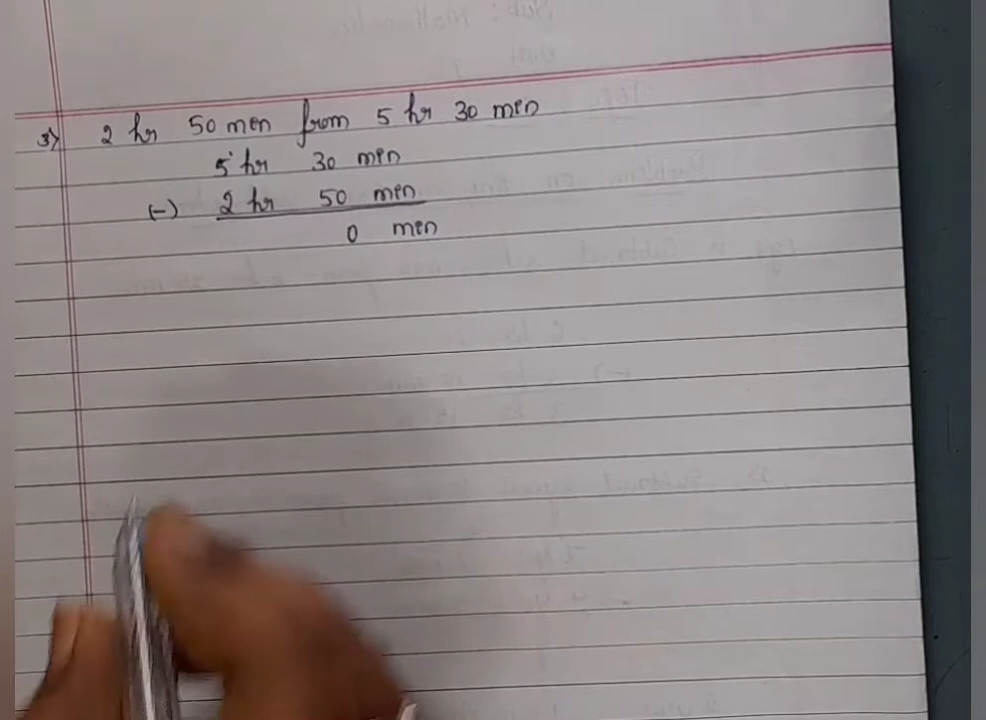 3) 2 hr 50 min from 5 hr 30 min
5 hr 30 min
(-) 2 hr 50 min
0 min